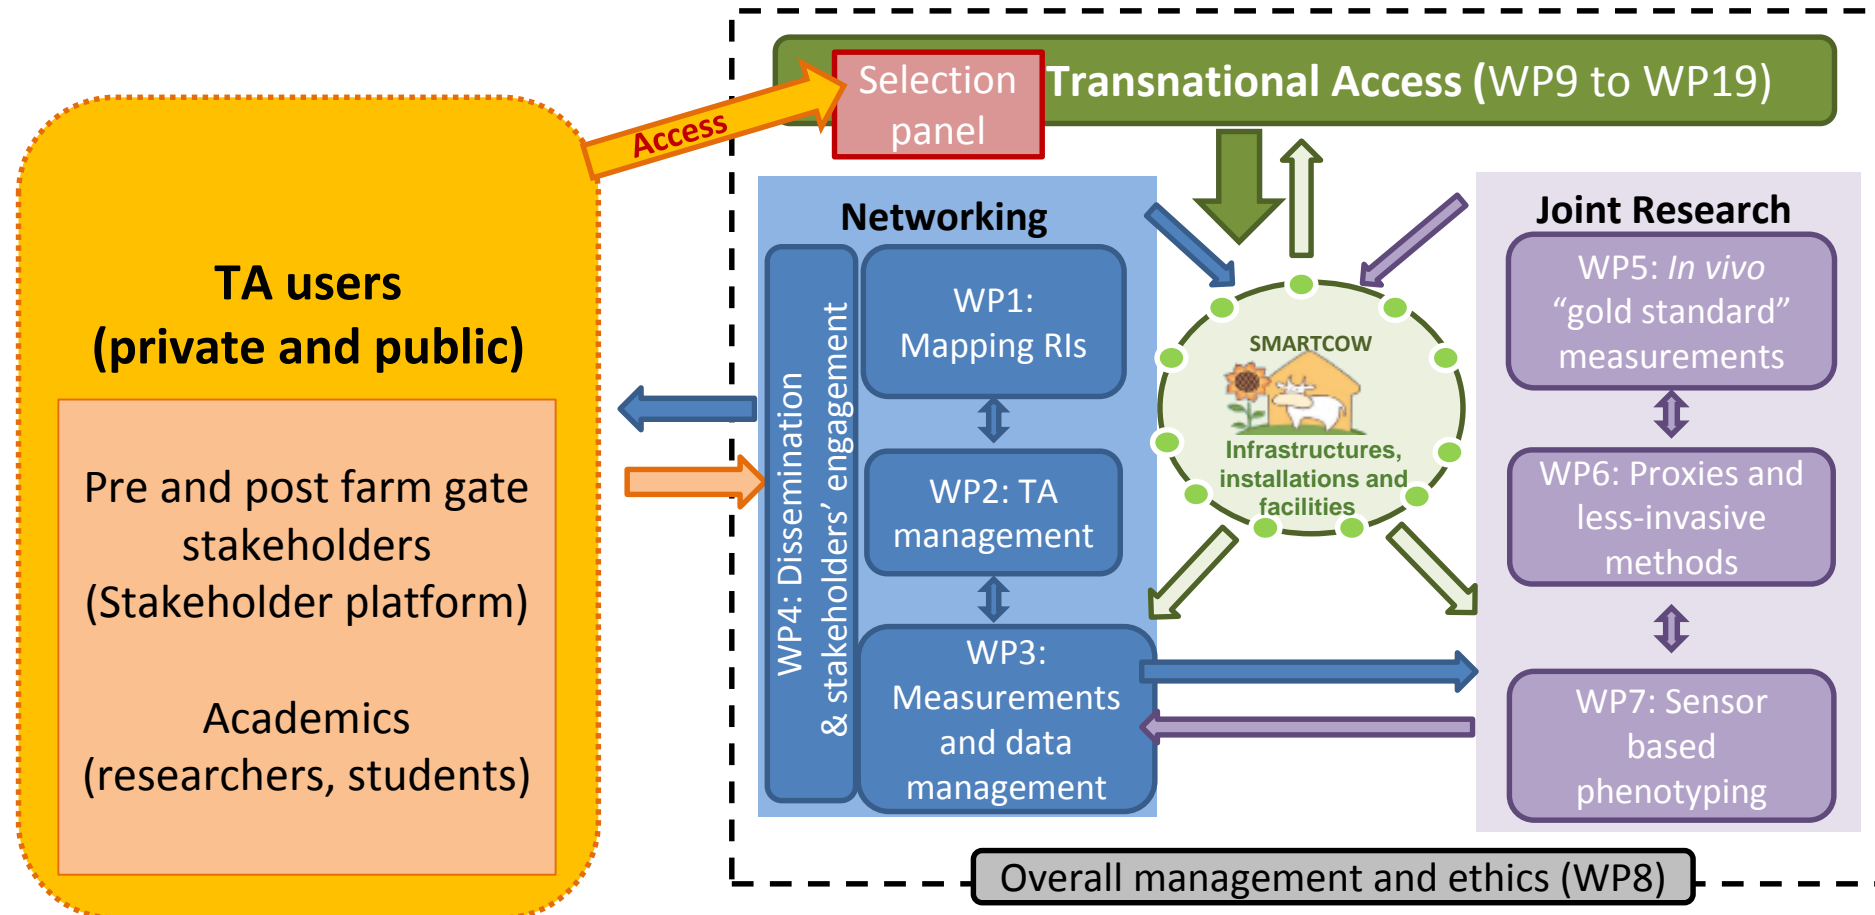 Selection
panel
Transnational Access (WP9 to WP19)
Access
TA users
(private and public)
Pre and post farm gate
stakeholders
(Stakeholder platform)
Academics
(researchers, students)
Networking
WP4: Dissemination
& stakeholders’ engagement
WP1:
Mapping RIs
WP2: TA
management
WP3:
Measurements
and data
management
SMARTCOW
Infrastructures,
installations and
facilities
Joint Research
WP5: In vivo
“gold standard”
measurements
WP6: Proxies and
less-invasive
methods
WP7: Sensor
based
phenotyping
Overall management and ethics (WP8)